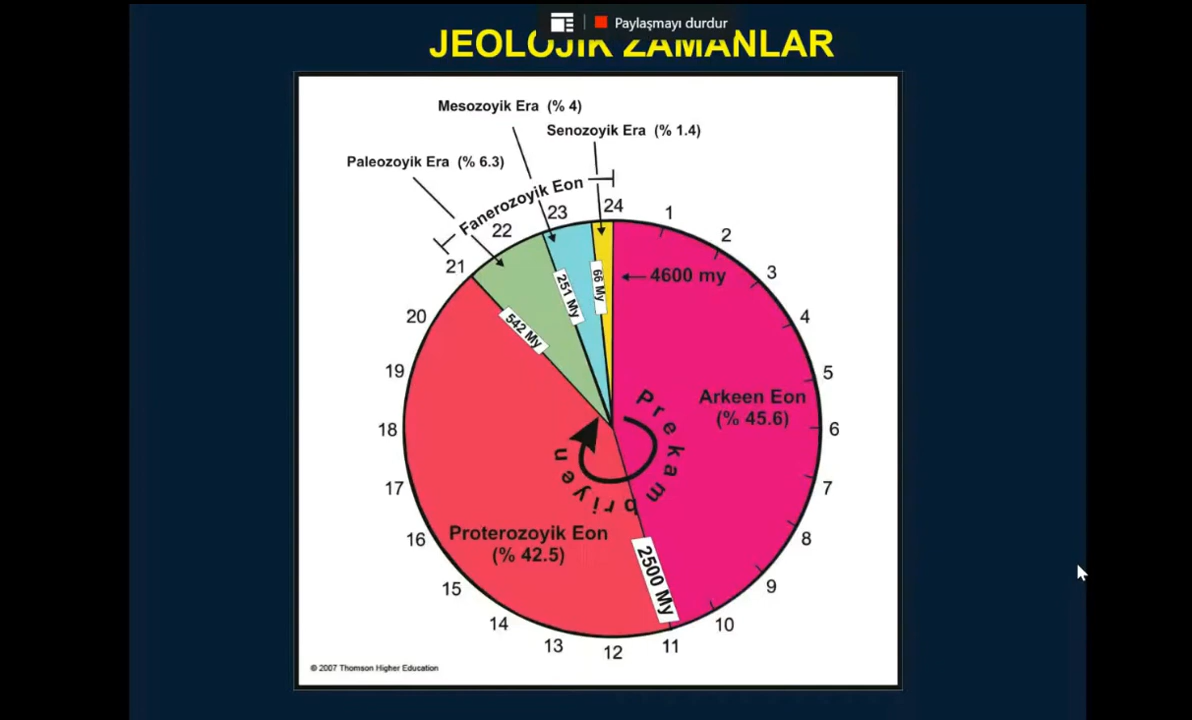 Paylaşmayı durdur
JEOLOJİK ZAMANLAR
Mesozoyik Era (% 4)
Senozoyik Era (% 1.4)
Paleozoyik Era (% 6.3)
Fanerozoyik Eon
24
1
2
3
4
5
6
7
8
9
10
11
12
13
14
15
16
17
18
19
20
21
22
23
542 My
251 My
66 My
4600 my
Arkeen Eon
(% 45.6)
Prekambriyen
Proterozoyik Eon
(% 42.5)
2500 My
© 2007 Thomson Higher Education